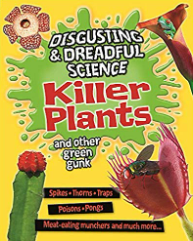 DISGUSTING
& DREADFUL
SCIENCE
Killer
Plants
and other
green
gunk
Spikes • Thorns • Traps
Poisons • Pongs
Meat-eating munchers and much more...